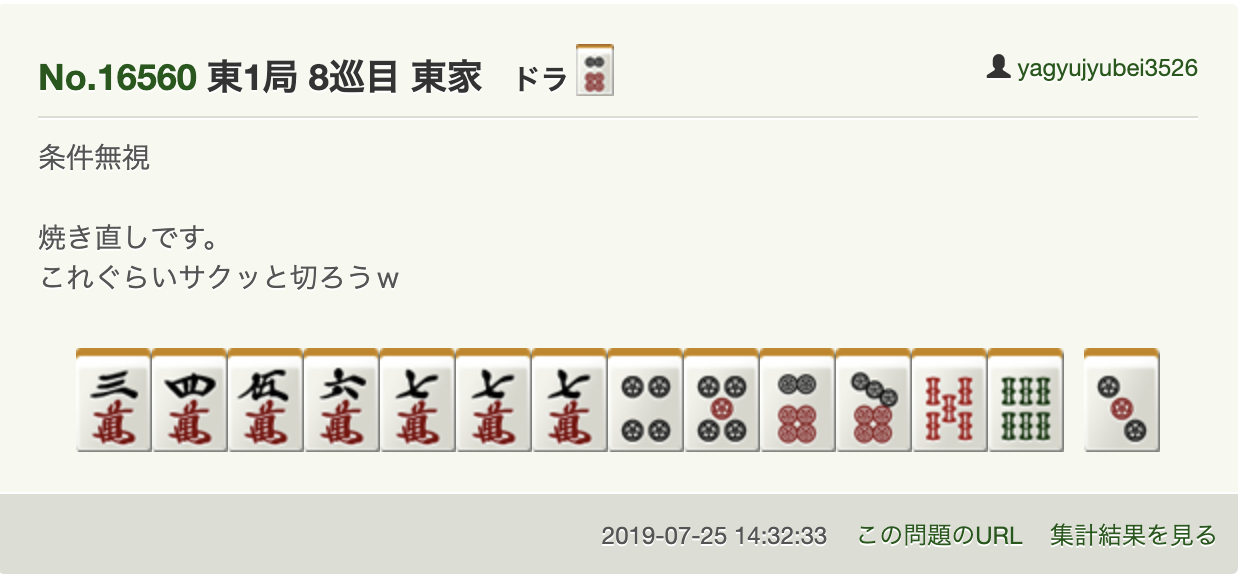 No.16560 東1局 8巡目 東家 ドラ
yagyujyubei3526
条件無視
焼き直しです。
これぐらいサクッと切ろうｗ
三萬 四萬 伍萬 六萬 七萬 七萬 七萬
2019-07-25 14:32:33 この問題のURL 集計結果を見る